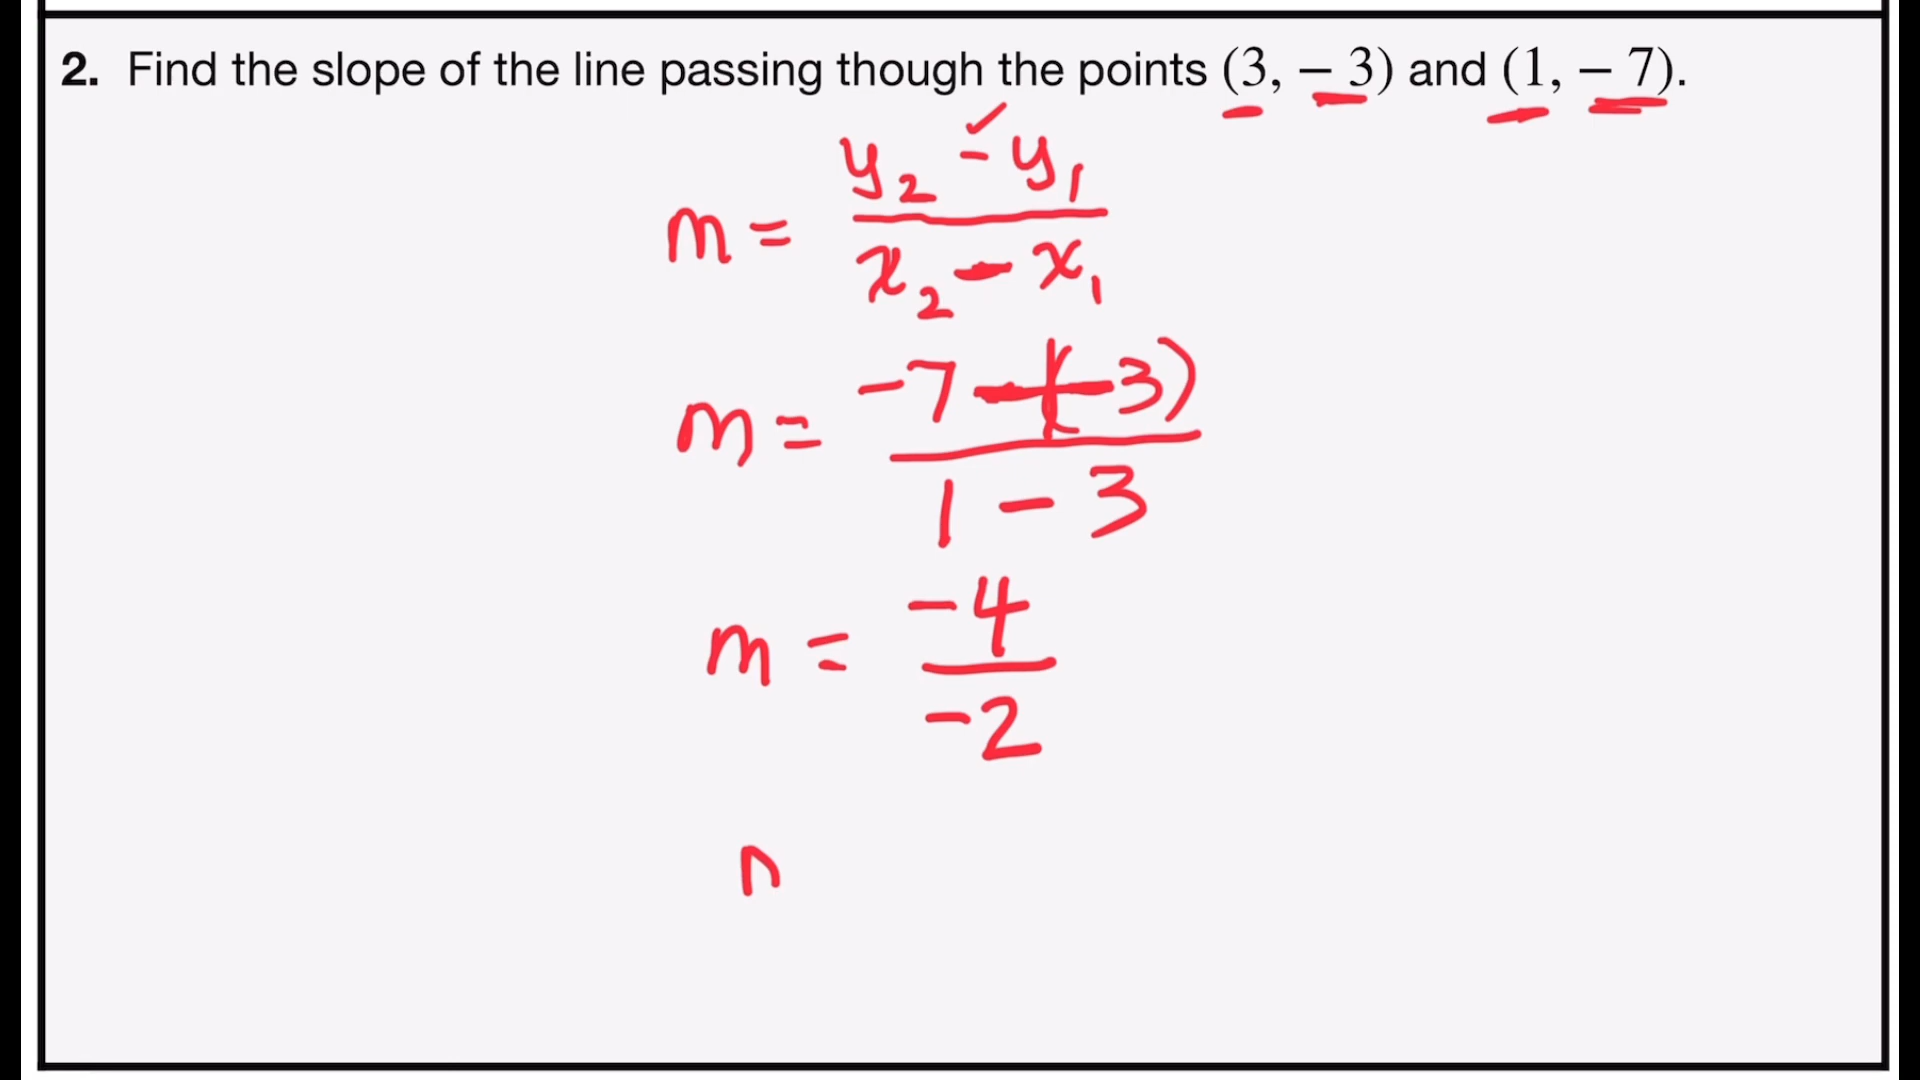 2. Find the slope of the line passing though the points (3, – 3) and (1, – 7).
y₂ - y₁
m = ———
x₂ - x₁
-7 - (-3)
m = ———
1 - 3
-4
m = ———
-2
n